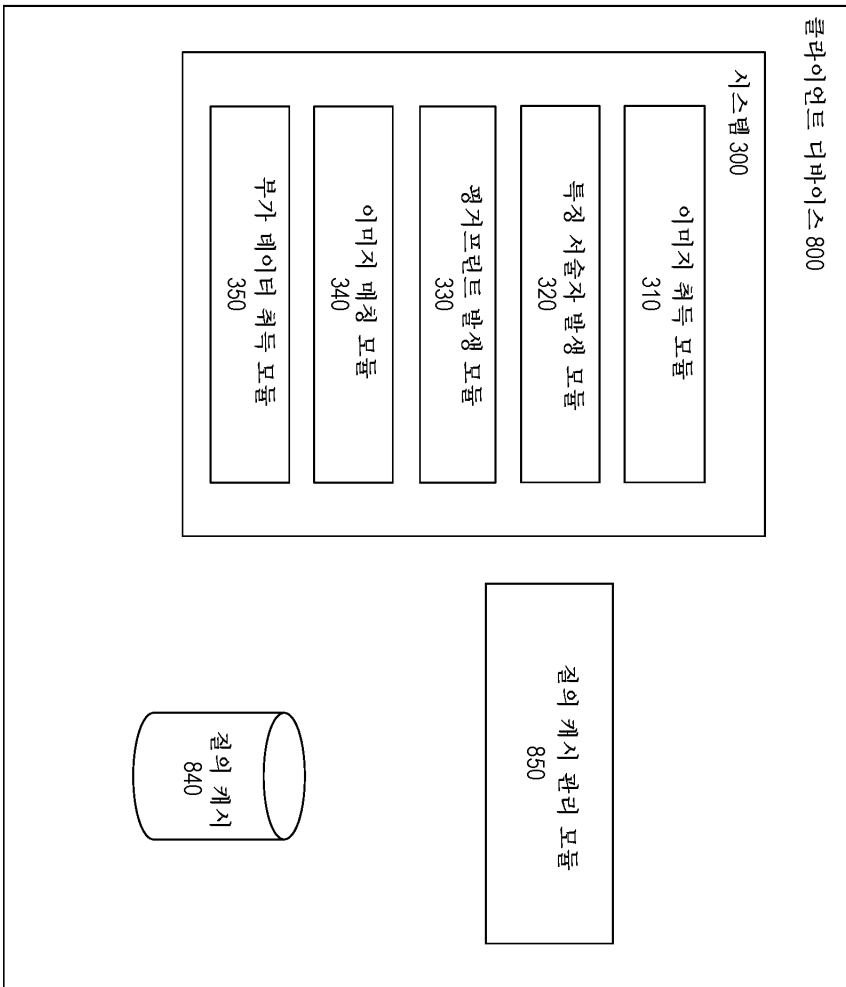 클라이언트 디바이스 800
시스템 300
이미지 취득 모듈
310
특징 서술자 발생 모듈
320
핑거프린트 발생 모듈
330
이미지 매칭 모듈
340
부가 데이터 취득 모듈
350
질의 캐시 관리 모듈
850
질의 캐시
840